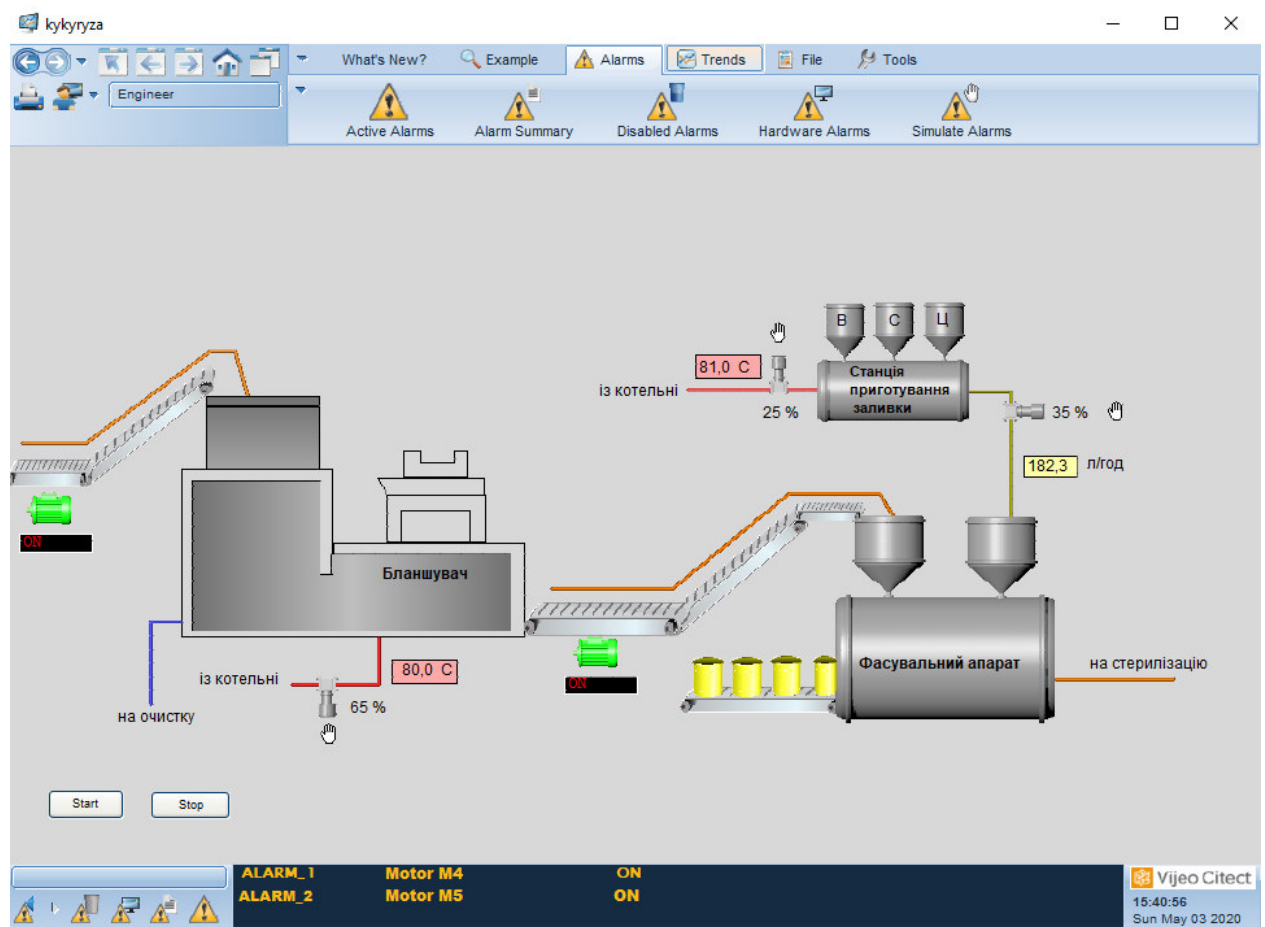 kykyryza
What's New?
Example
Alarms
Trends
File
Tools
Engineer
Active Alarms
Alarm Summary
Disabled Alarms
Hardware Alarms
Simulate Alarms
В
С
Ц
81,0 C
із котельні
25 %
Станція
приготування
заливки
35 %
182,3 л/год
ON
Бланшувач
ON
Фасувальний апарат
на стерилізацію
80,0 C
із котельні
65 %
на очистку
Start
Stop
ALARM_1 Motor M4 ON
ALARM_2 Motor M5 ON
Vijeo Citect
15:40:56
Sun May 03 2020